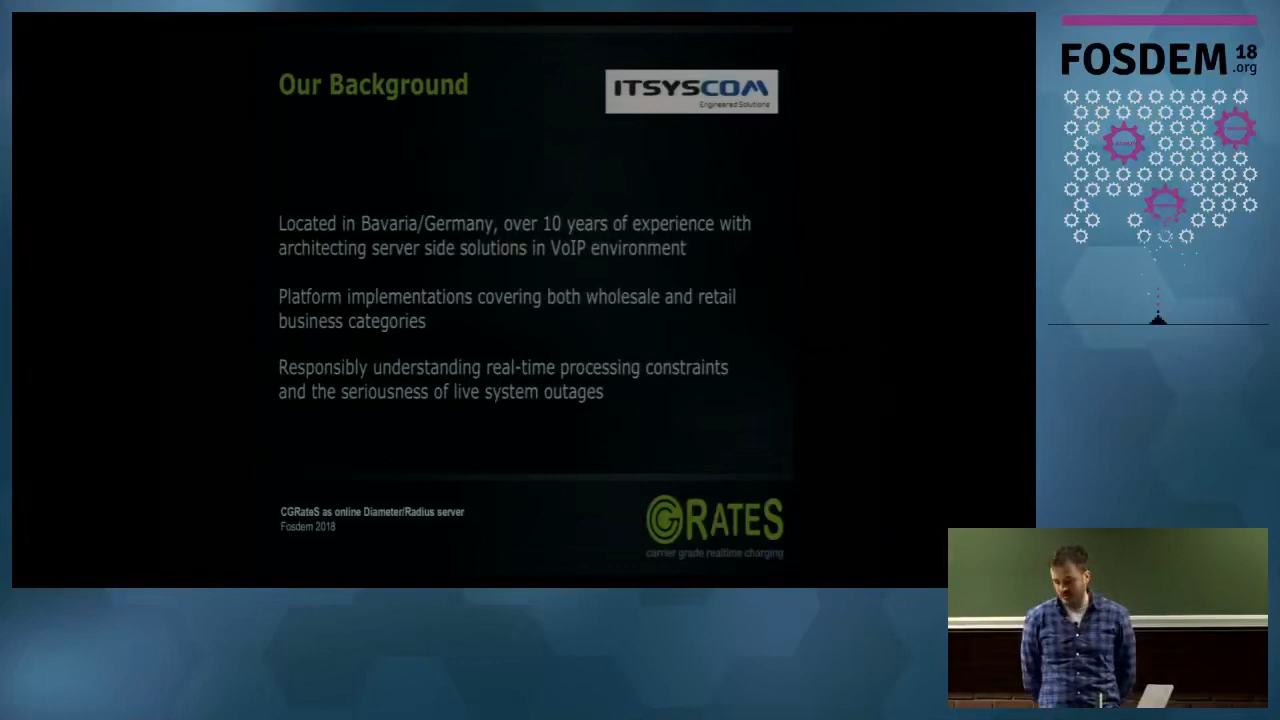 Our Background
ITSYSCOM
Engineered Solutions
Located in Bavaria/Germany, over 10 years of experience with
architecting server side solutions in VoIP environment
Platform implementations covering both wholesale and retail
business categories
Responsibly understanding real-time processing constraints
and the seriousness of live system outages
CGRateS as online Diameter/Radius server
Fosdem 2018
CGRATES
carrier grade realtime charging
FOSDEM 18
.org